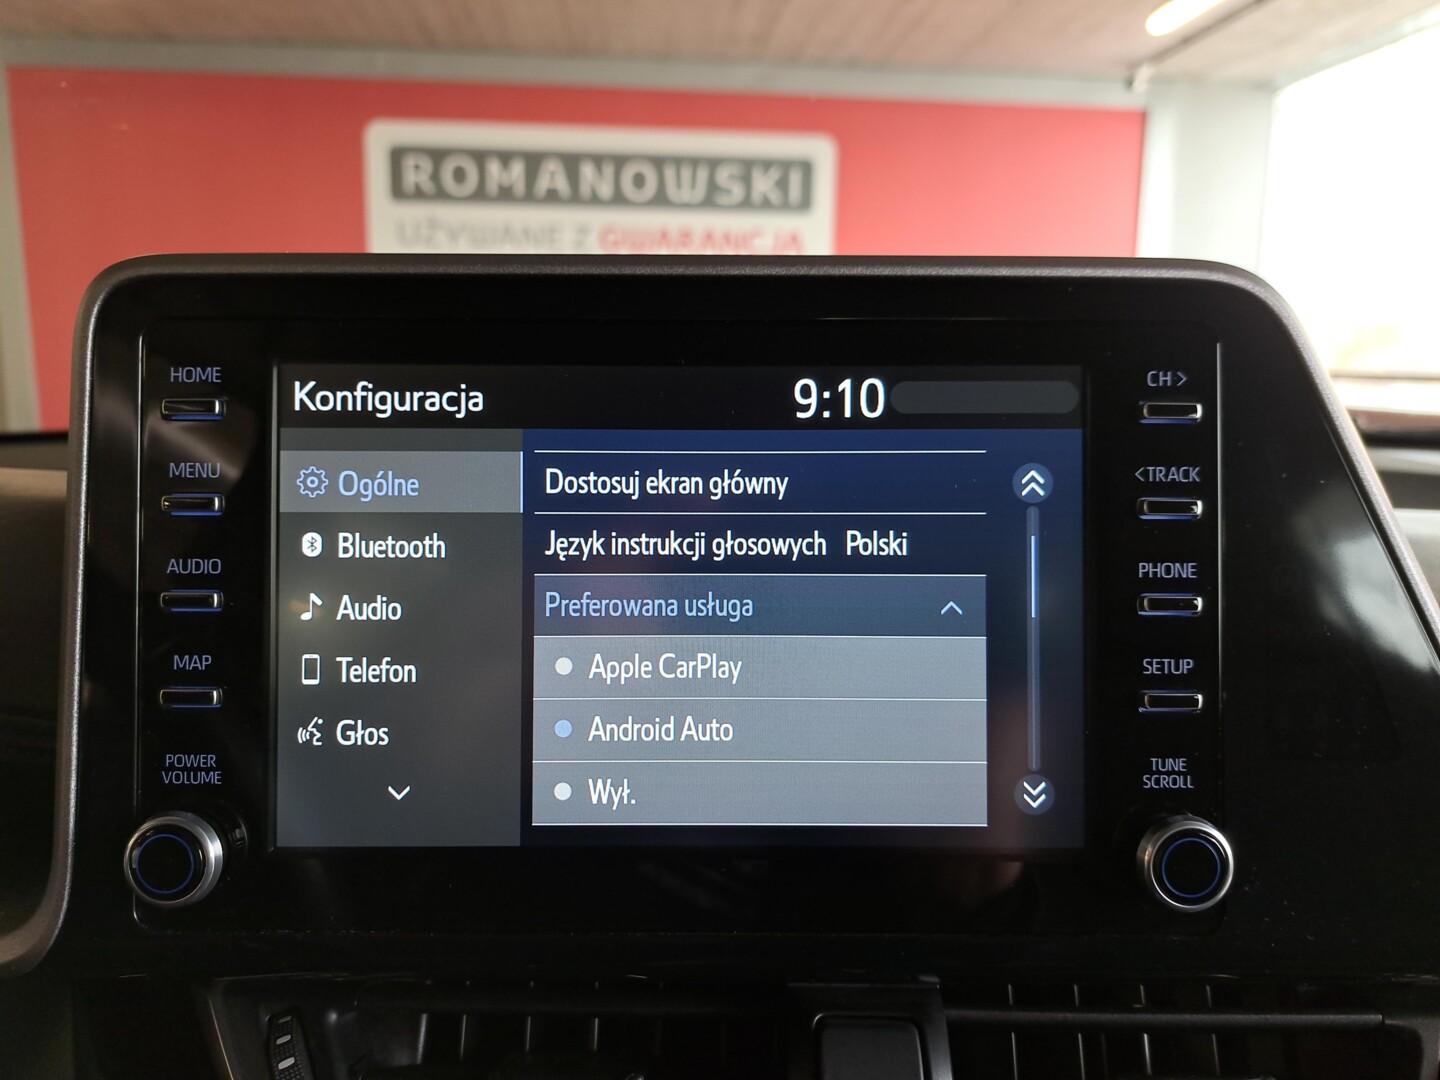 ROMANOWSKI
UŻYWANE Z GWARANCJĄ
HOME
MENU
AUDIO
MAP
POWER
VOLUME
Konfiguracja 9:10
Ogólne
Bluetooth
Audio
Telefon
Głos
Dostosuj ekran główny
Język instrukcji głosowych Polski
Preferowana usługa
Apple CarPlay
Android Auto
Wył.
CH>
<TRACK
PHONE
SETUP
TUNE
SCROLL